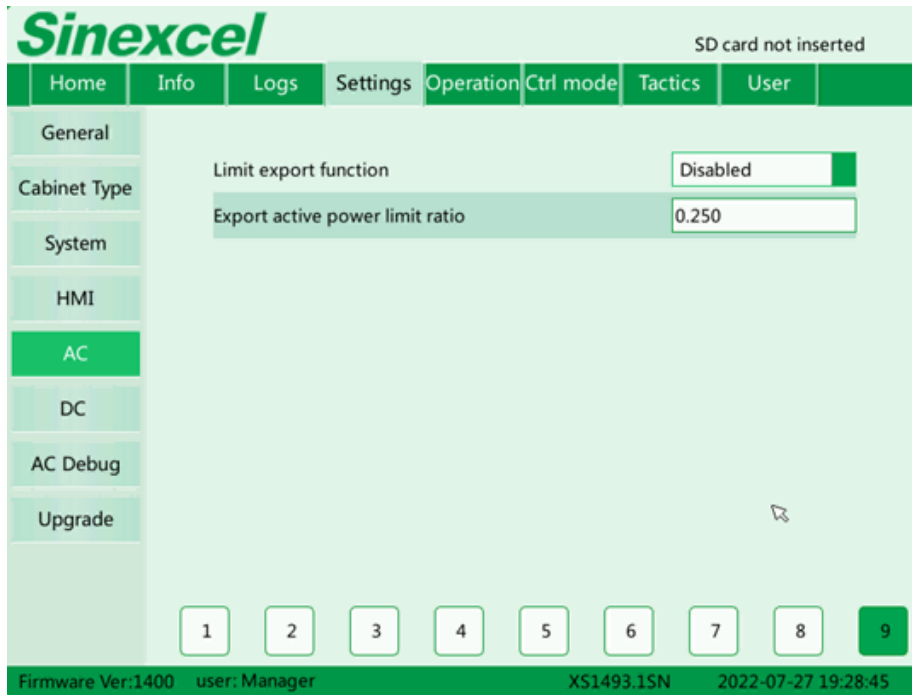 Sinexcel
SD card not inserted
Home Info Logs Settings Operation Ctrl mode Tactics User
General
Cabinet Type
System
HMI
AC
DC
AC Debug
Upgrade
Limit export function Disabled
Export active power limit ratio 0.250
1 2 3 4 5 6 7 8 9
Firmware Ver:1400 user: Manager XS1493.1SN 2022-07-27 19:28:45